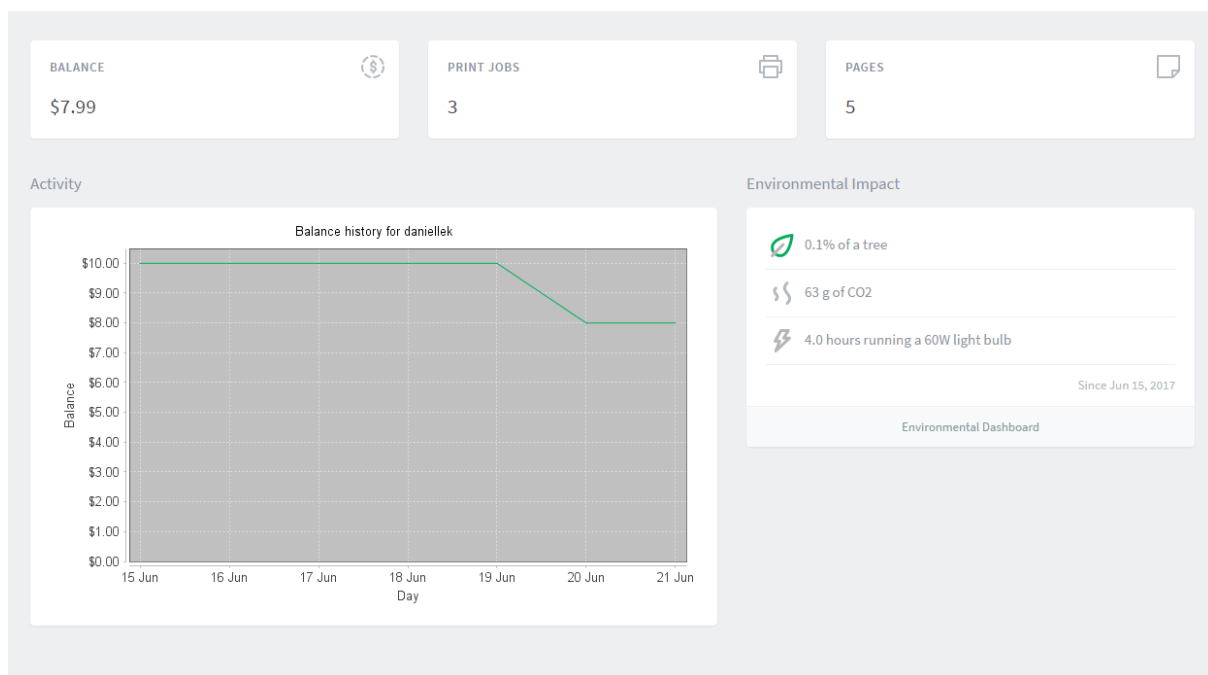 BALANCE
$7.99
PRINT JOBS
3
PAGES
5
Activity
Balance history for daniellek
$10.00
$9.00
$8.00
$7.00
$6.00
$5.00
$4.00
$3.00
$2.00
$1.00
$0.00
Balance
15 Jun 16 Jun 17 Jun 18 Jun 19 Jun 20 Jun 21 Jun
Day
Environmental Impact
0.1% of a tree
63 g of CO2
4.0 hours running a 60W light bulb
Since Jun 15, 2017
Environmental Dashboard